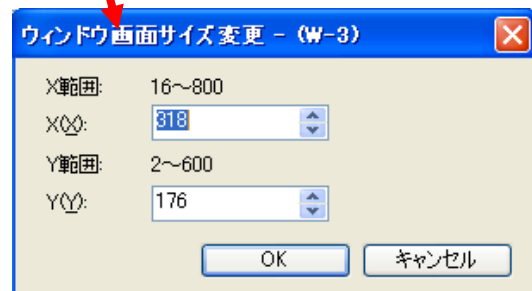 ウィンドウ画面サイズ変更 - (W-3)
X範囲: 16～800
X(X): 318
Y範囲: 2～600
Y(Y): 176
OK キャンセル